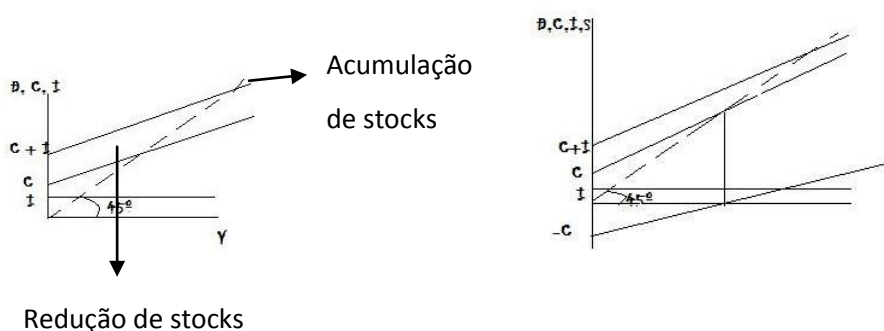 D, C, I
C + I
C
I
45º
Y
Acumulação
de stocks
Redução de stocks
D,C,I,S
C+I
C
I
45º
-C